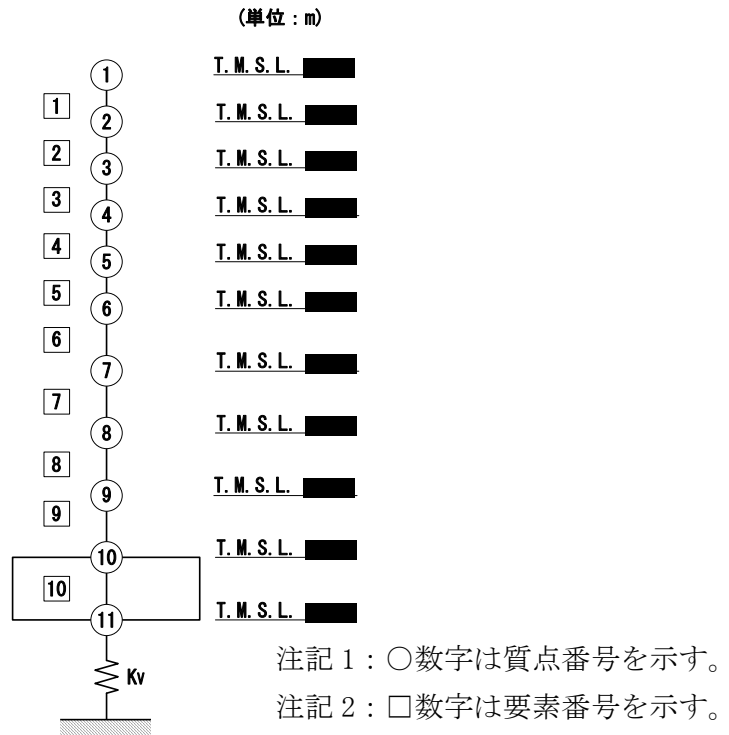 (単位:m)
① T.M.S.L.
1
② T.M.S.L.
2
③ T.M.S.L.
3
④ T.M.S.L.
4
⑤ T.M.S.L.
5
⑥ T.M.S.L.
6
⑦ T.M.S.L.
7
⑧ T.M.S.L.
8
⑨ T.M.S.L.
9
⑩ T.M.S.L.
10
⑪ T.M.S.L.
Kv
注記1:○数字は質点番号を示す。
注記2:□数字は要素番号を示す。